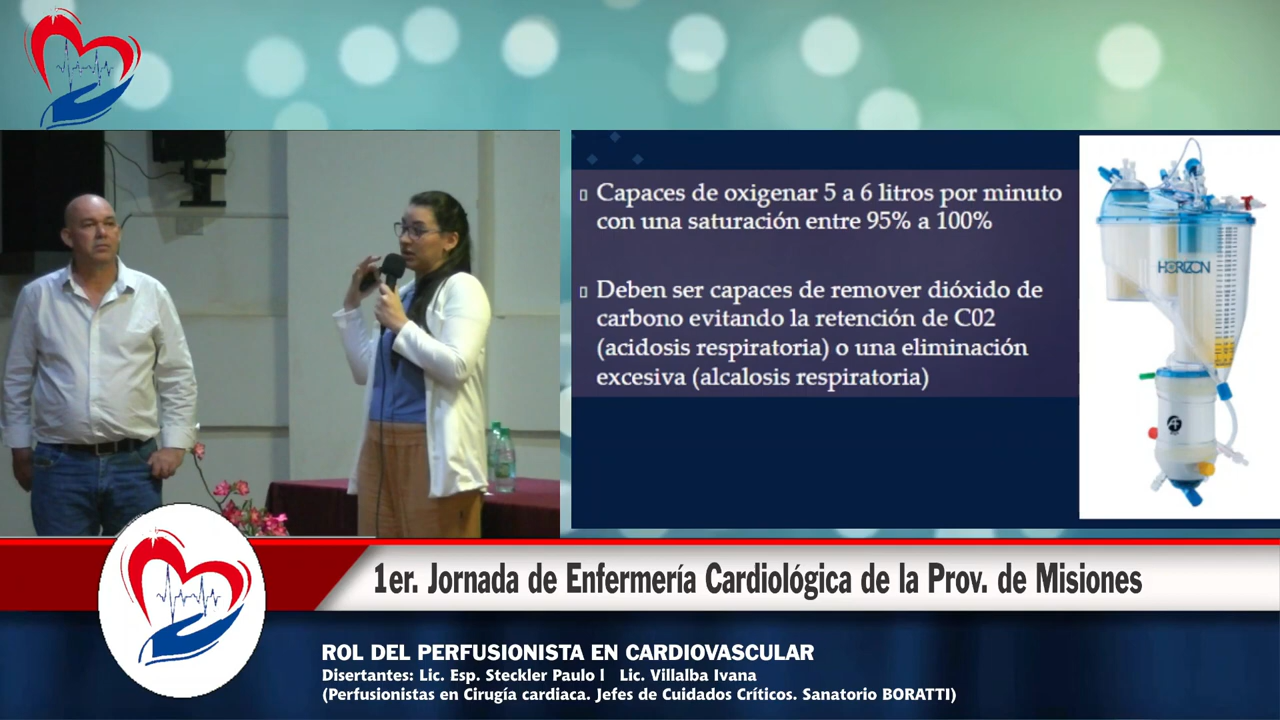 Capaces de oxigenar 5 a 6 litros por minuto
con una saturación entre 95% a 100%
Deben ser capaces de remover dióxido de
carbono evitando la retención de C02
(acidosis respiratoria) o una eliminación
excesiva (alcalosis respiratoria)
HORIZON
1er. Jornada de Enfermería Cardiológica de la Prov. de Misiones
ROL DEL PERFUSIONISTA EN CARDIOVASCULAR
Disertantes: Lic. Esp. Steckler Paulo l Lic. Villalba Ivana
(Perfusionistas en Cirugía cardiaca. Jefes de Cuidados Críticos. Sanatorio BORATTI)